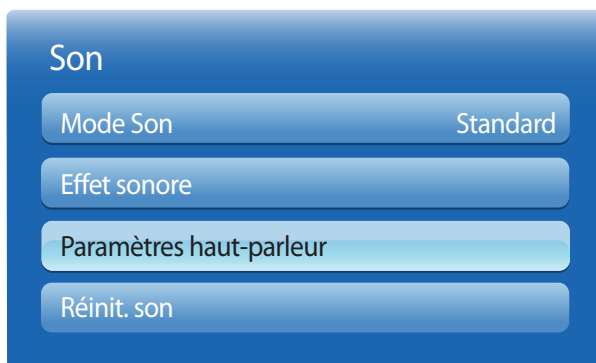 Son
Mode Son Standard
Effet sonore
Paramètres haut-parleur
Réinit. son